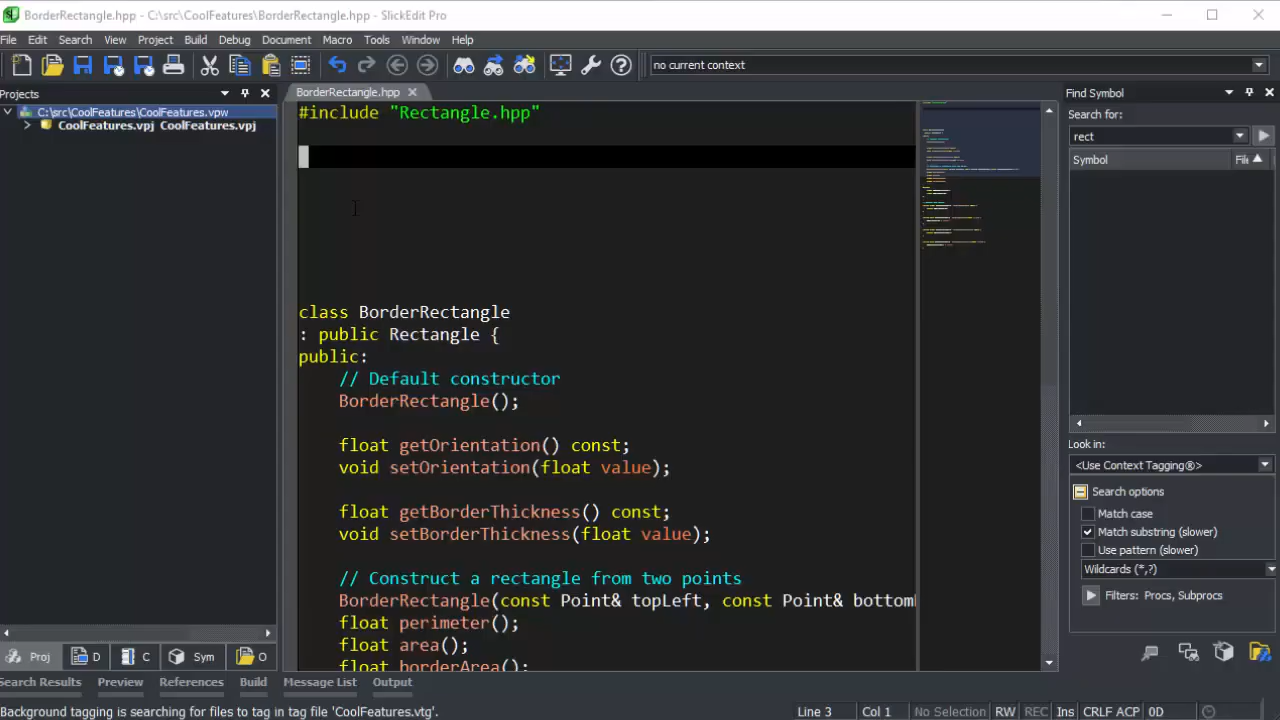 BorderRectangle.hpp - C:\src\CoolFeatures\BorderRectangle.hpp - SlickEdit Pro
File Edit Search View Project Build Debug Document Macro Tools Window Help
no current context
Projects
C:\src\CoolFeatures\CoolFeatures.vpw
CoolFeatures.vpj CoolFeatures.vpj
Proj D C Sym O
BorderRectangle.hpp
#include "Rectangle.hpp"
class BorderRectangle
: public Rectangle {
public:
// Default constructor
BorderRectangle();
float getOrientation() const;
void setOrientation(float value);
float getBorderThickness() const;
void setBorderThickness(float value);
// Construct a rectangle from two points
BorderRectangle(const Point& topLeft, const Point& bottom
float perimeter();
float area();
float borderArea();
Find Symbol
Search for:
rect
Symbol Fil
Look in:
<Use Context Tagging®>
Search options
Match case
Match substring (slower)
Use pattern (slower)
Wildcards (*,?)
Filters: Procs, Subprocs
Search Results Preview References Build Message List Output
Background tagging is searching for files to tag in tag file 'CoolFeatures.vtg'.
Line 3 Col 1 No Selection RW REC Ins CRLF ACP 0D